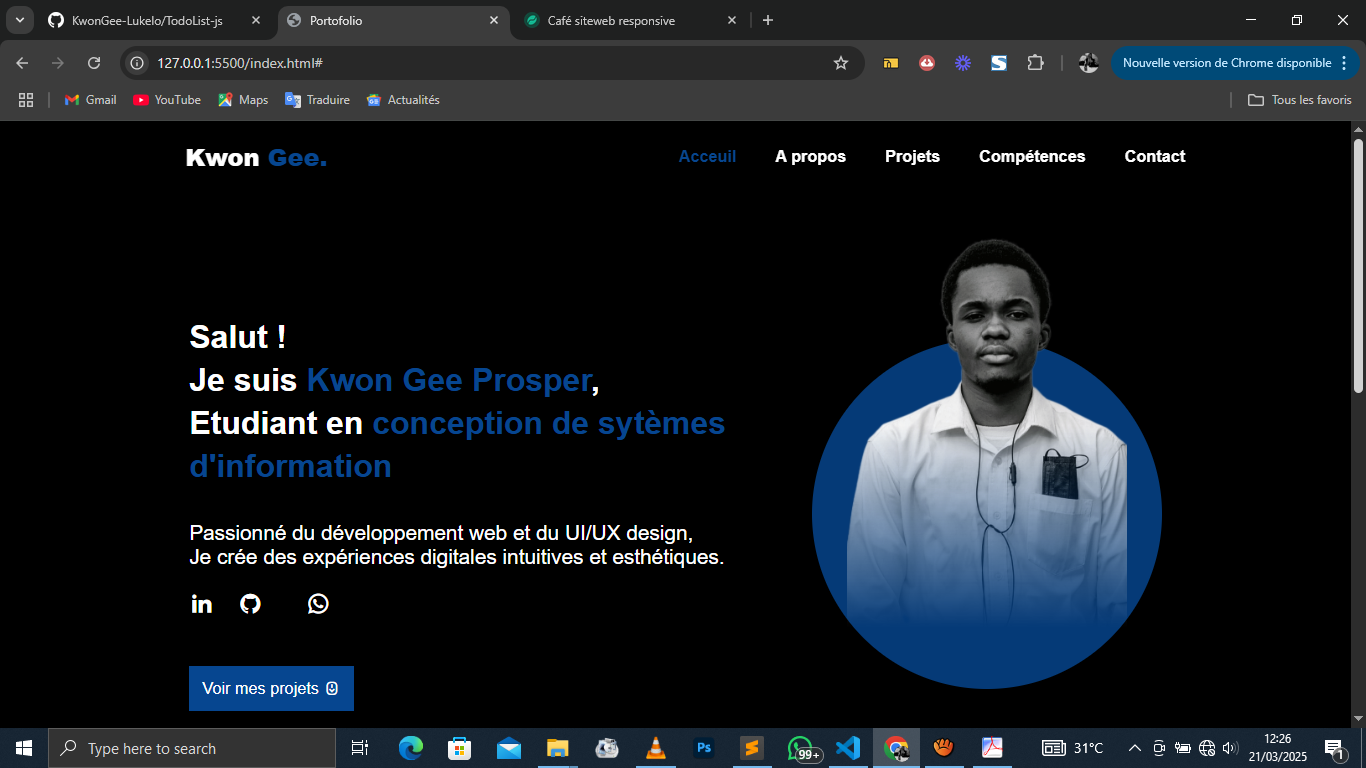 KwonGee-Lukelo/TodoList-js
Portofolio
Café siteweb responsive
127.0.0.1:5500/index.html#
Nouvelle version de Chrome disponible
Gmail
YouTube
Maps
Traduire
Actualités
Tous les favoris
Kwon Gee.
Acceuil
A propos
Projets
Compétences
Contact
Salut !
Je suis Kwon Gee Prosper,
Etudiant en conception de sytèmes
d'information
Passionné du développement web et du UI/UX design,
Je crée des expériences digitales intuitives et esthétiques.
in
Voir mes projets
Type here to search
Ps
99+
31°C
12:26
21/03/2025
1